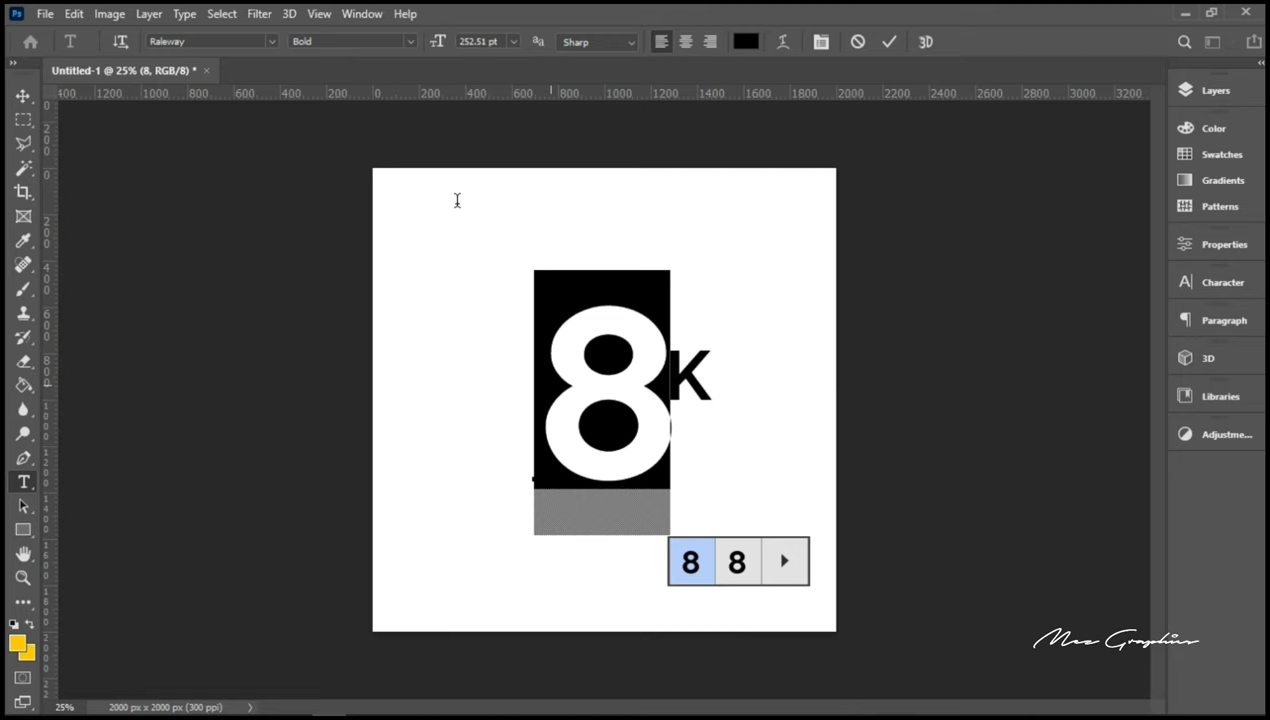 Ps File Edit Image Layer Type Select Filter 3D View Window Help
T Raleway Bold 252.51 pt Sharp 3D
Untitled-1 @ 25% (8, RGB/8) * ×
400 1200 1000 800 600 400 200 0 200 400 600 800 1000 1200 1400 1600 1800 2000 2200 2400 2600 2800 3000 3200
Layers
Color
Swatches
Gradients
Patterns
Properties
Character
Paragraph
3D
Libraries
Adjustme...
8K
8 8
Mez Graphics
25% 2000 px x 2000 px (300 ppi)